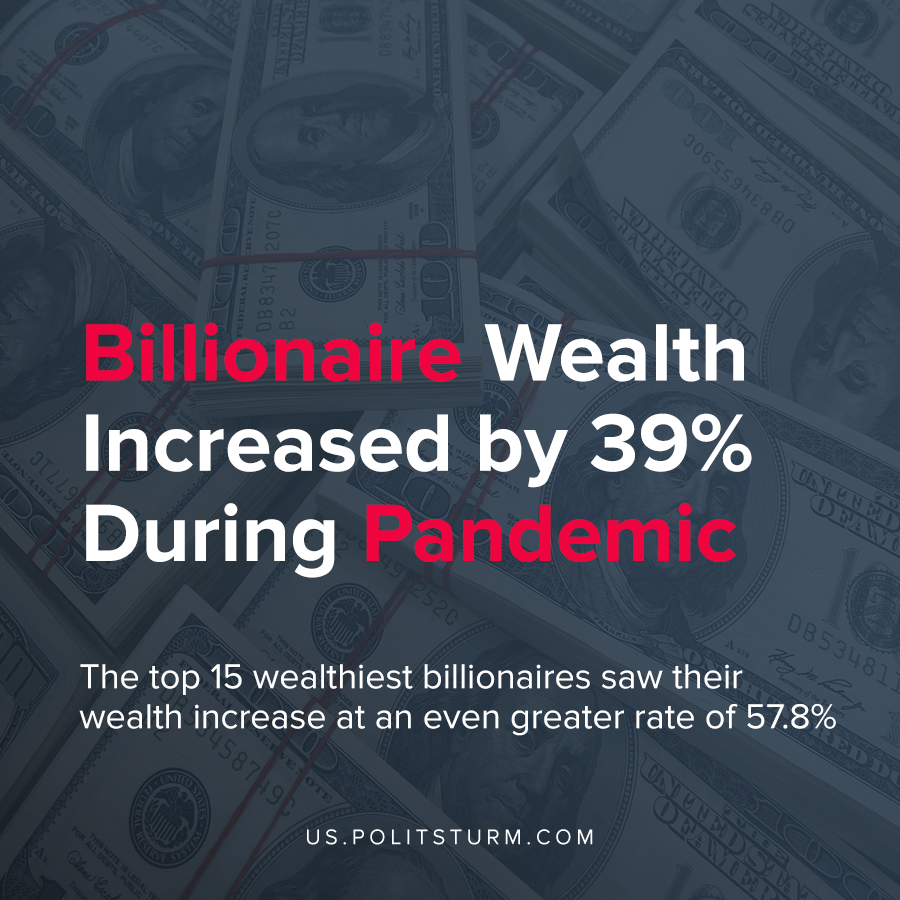 Billionaire Wealth
Increased by 39%
During Pandemic
The top 15 wealthiest billionaires saw their
wealth increase at an even greater rate of 57.8%
US.POLITSTURM.COM